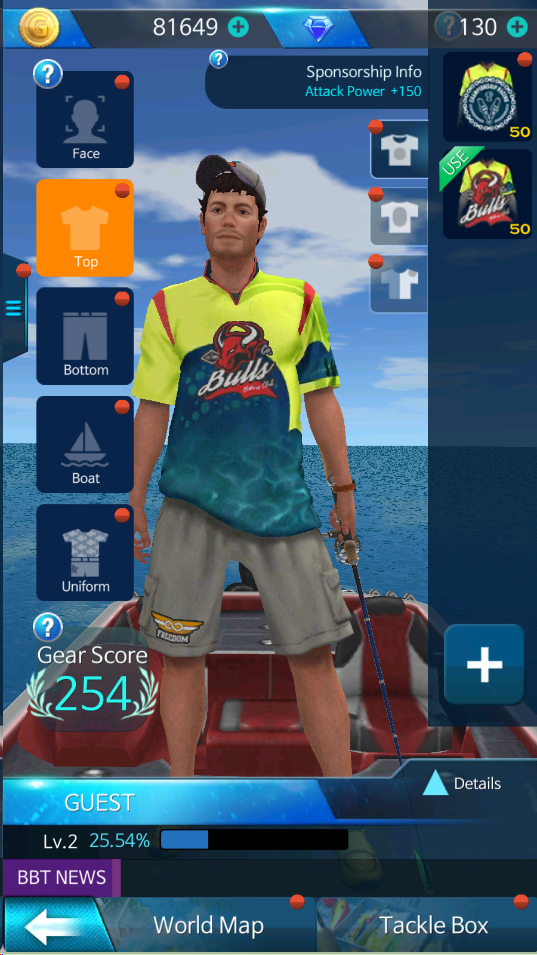 G
81649
?
130
?
?
Sponsorship Info
Attack Power +150
Face
CHAMPIONSHIP
50
Top
USE
Bulls
50
Bottom
Bulls
Boat
Uniform
FREEDOM
?
Gear Score
254
Details
GUEST
Lv.2 25.54%
BBT NEWS
World Map
Tackle Box